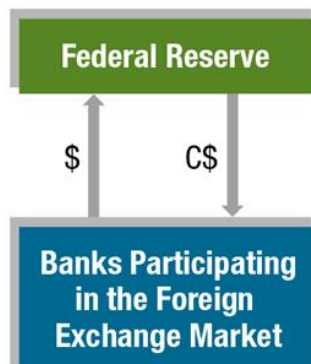 Federal Reserve
$ C$
Banks Participating
in the Foreign
Exchange Market